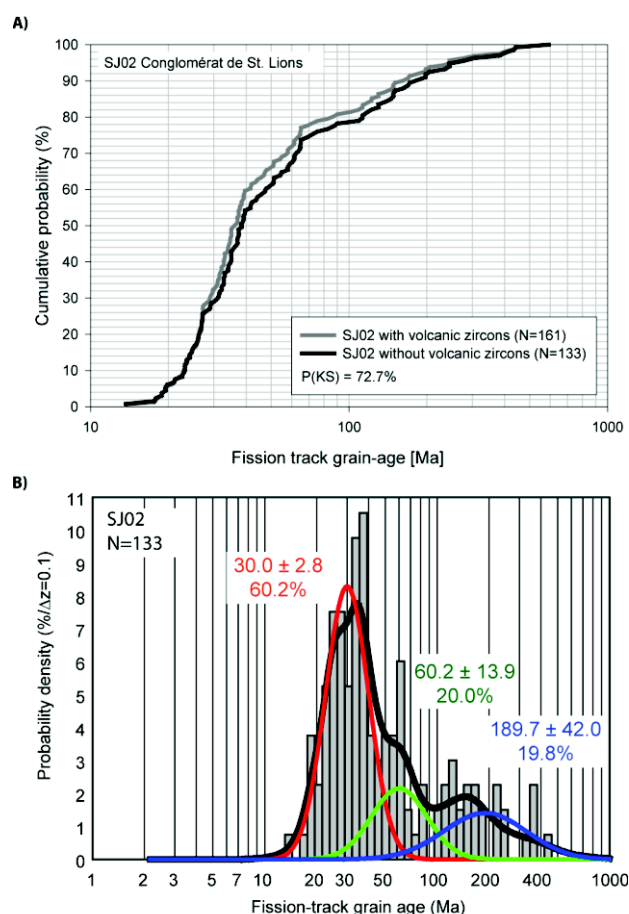 A)
SJ02 Conglomérat de St. Lions
Cumulative probability (%)
100
90
80
70
60
50
40
30
20
10
0
SJ02 with volcanic zircons (N=161)
SJ02 without volcanic zircons (N=133)
P(KS) = 72.7%
10 100 1000
Fission track grain-age [Ma]
B)
SJ02
N=133
Probability density (%/Δz=0.1)
11
10
9
8
7
6
5
4
3
2
1
0
30.0 ± 2.8
60.2%
60.2 ± 13.9
20.0%
189.7 ± 42.0
19.8%
1 2 3 5 7 10 20 30 50 100 200 400 1000
Fission-track grain age (Ma)